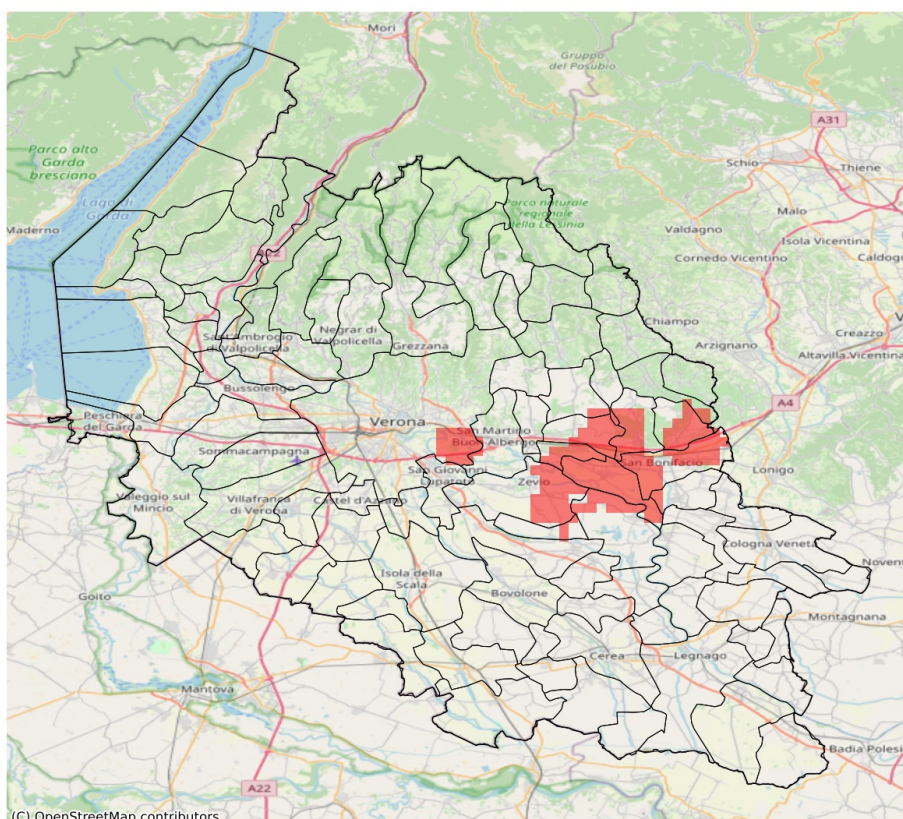 Mori
Gruppo
del Pasubio
A31
Parco alto
Garda
bresciano
Schio
Thiene
Lago di
Garda
Parco naturale
regionale
della Lessinia
Malo
Maderno
Valdagno
Isola Vicentina
A22
Cornedo Vicentino
Caldogn
Chiampo
Sant'Ambrogio
di Valpolicella
Negrar di
Valpolicella
Grezzana
Arzignano
Creazzo
Altavilla Vicentina
Bussolengo
A4
Peschiera
del Garda
Verona
San Martino
Buon Albergo
Sommacampagna
San Giovanni
Lupatoto
San Bonifacio
Lonigo
Zevio
Valeggio sul
Mincio
Villafranca
di Verona
Castel d'Azzano
Cologna Veneta
Noven
Isola della
Scala
Goito
Bovolone
Montagnana
Cerea
Legnago
Mantova
Badia Polesi
A22
(C) OpenStreetMap contributors